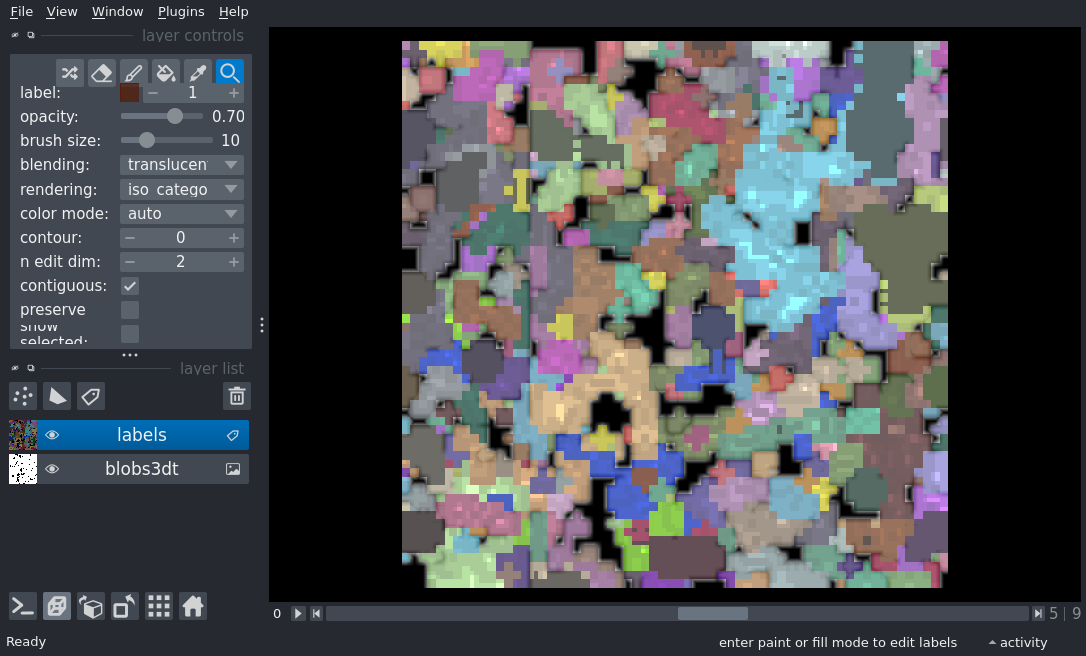 File View Window Plugins Help
layer controls
label: 1
opacity: 0.70
brush size: 10
blending: translucen
rendering: iso catego
color mode: auto
contour: 0
n edit dim: 2
contiguous:
preserve
show
selected:
layer list
labels
blobs3dt
0 5 | 9
Ready enter paint or fill mode to edit labels activity